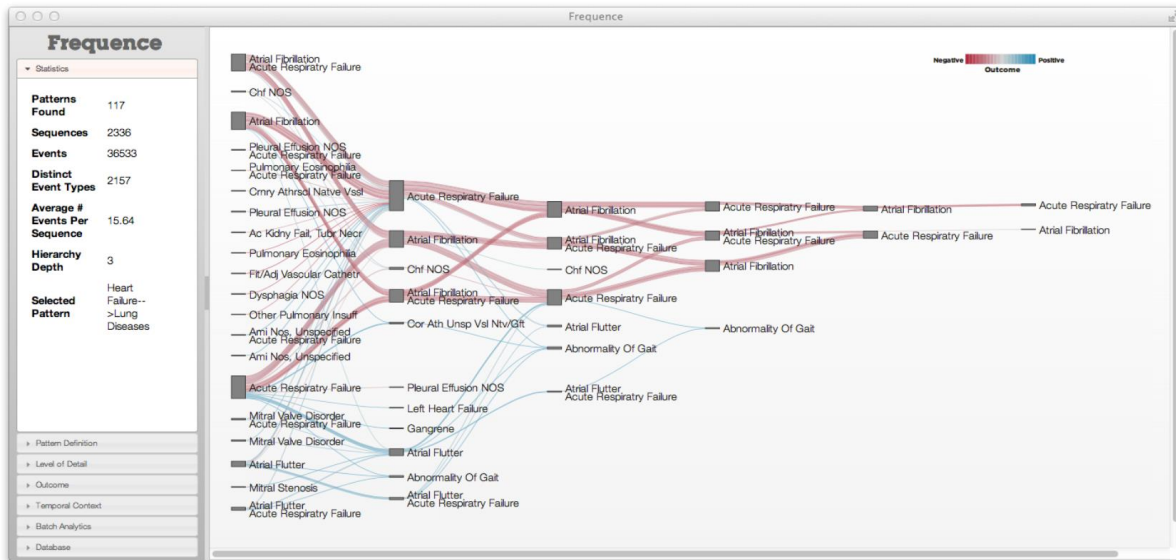 Frequence
Frequence
Statistics
Patterns
Found
117
Sequences
2336
Events
36533
Distinct
Event Types
2157
Average #
Events Per
Sequence
15.64
Hierarchy
Depth
3
Selected
Pattern
Heart
Failure--
>Lung
Diseases
Pattern Definition
Level of Detail
Outcome
Temporal Context
Batch Analytics
Database
Negative
Positive
Outcome
Atrial Fibrillation
Acute Respiratry Failure
Chf NOS
Atrial Fibrillation
Pleural Effusion NOS
Acute Respiratry Failure
Pulmonary Eosinophilia
Acute Respiratry Failure
Crnry Athrscl Natve Vssl
Pleural Effusion NOS
Ac Kidny Fail, Tubr Necr
Pulmonary Eosinophilia
Fit/Adj Vascular Cathetr
Dysphagia NOS
Other Pulmonary Insuff
Ami Nos, Unspecified
Acute Respiratry Failure
Ami Nos, Unspecified
Acute Respiratry Failure
Mitral Valve Disorder
Acute Respiratry Failure
Mitral Valve Disorder
Atrial Flutter
Mitral Stenosis
Atrial Flutter
Acute Respiratry Failure
Acute Respiratry Failure
Atrial Fibrillation
Chf NOS
Atrial Fibrillation
Acute Respiratry Failure
Cor Ath Unsp Vsl Ntv/Gft
Pleural Effusion NOS
Left Heart Failure
Gangrene
Atrial Flutter
Abnormality Of Gait
Atrial Flutter
Acute Respiratry Failure
Atrial Fibrillation
Atrial Fibrillation
Acute Respiratry Failure
Chf NOS
Acute Respiratry Failure
Atrial Flutter
Abnormality Of Gait
Atrial Flutter
Acute Respiratry Failure
Acute Respiratry Failure
Atrial Fibrillation
Acute Respiratry Failure
Atrial Fibrillation
Abnormality Of Gait
Atrial Fibrillation
Acute Respiratry Failure
Acute Respiratry Failure
Atrial Fibrillation